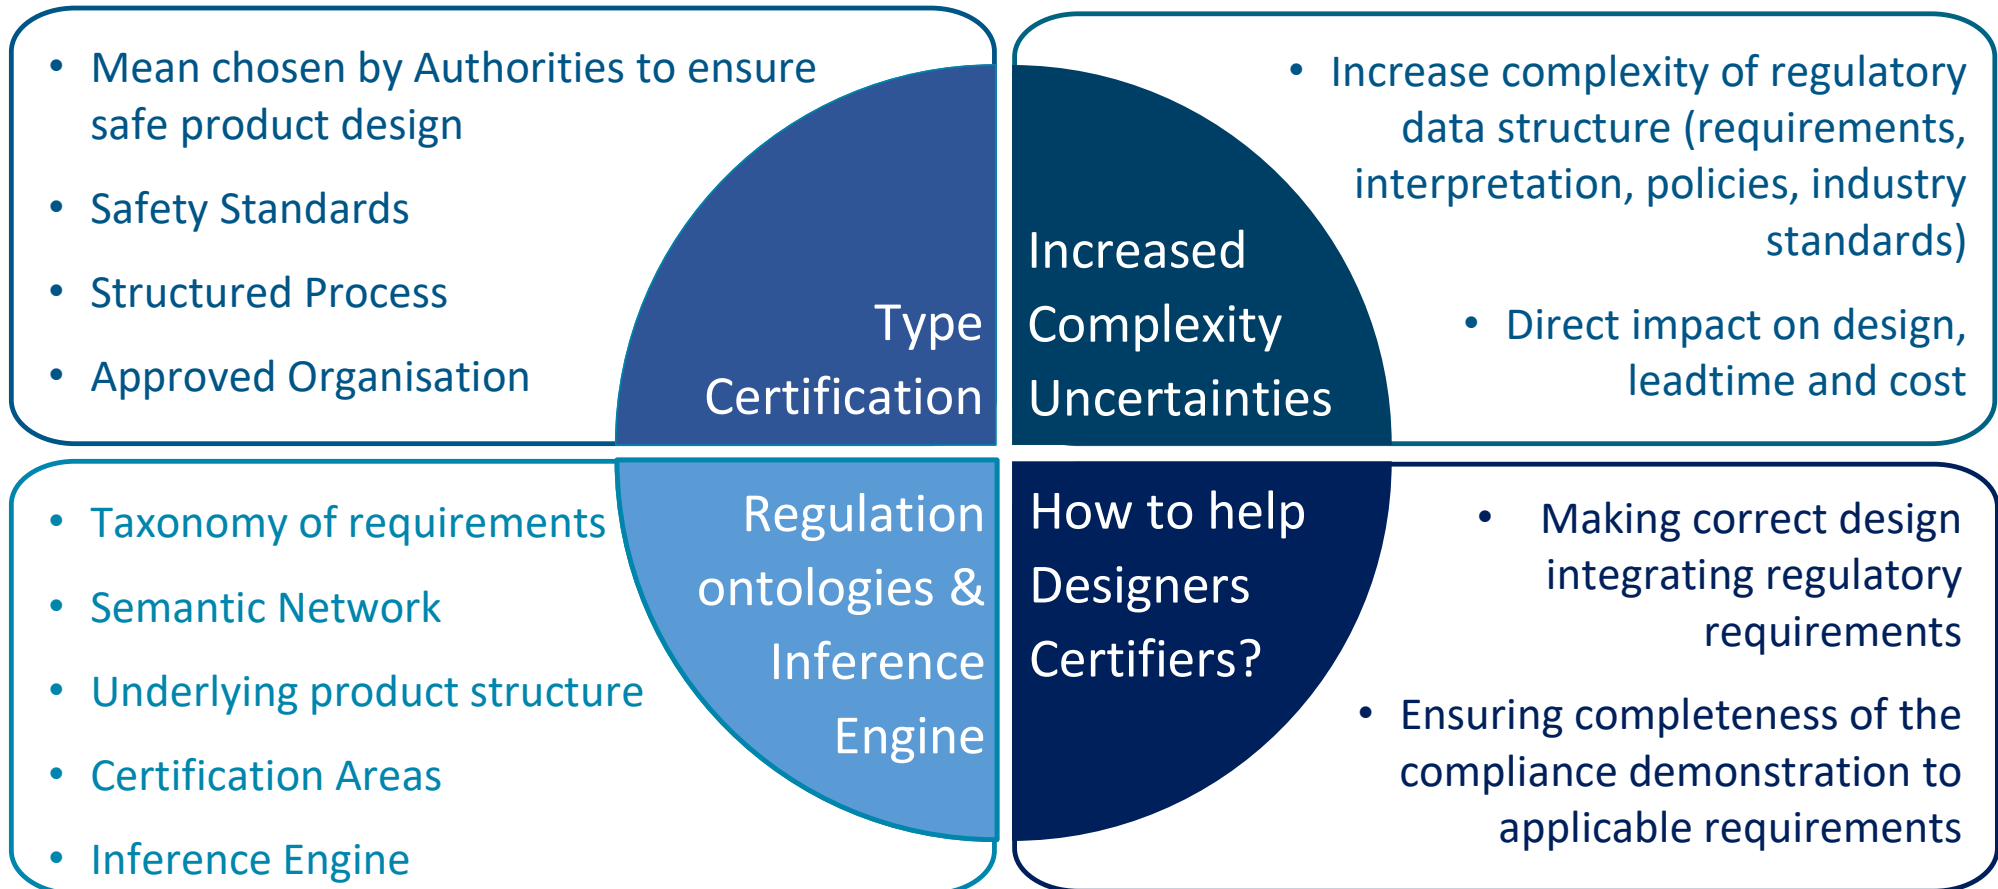 • Mean chosen by Authorities to ensure
safe product design
• Safety Standards
• Structured Process
• Approved Organisation
Type
Certification
Increased
Complexity
Uncertainties
• Increase complexity of regulatory
data structure (requirements,
interpretation, policies, industry
standards)
• Direct impact on design,
leadtime and cost
• Taxonomy of requirements
• Semantic Network
• Underlying product structure
• Certification Areas
• Inference Engine
Regulation
ontologies &
Inference
Engine
How to help
Designers
Certifiers?
• Making correct design
integrating regulatory
requirements
• Ensuring completeness of the
compliance demonstration to
applicable requirements